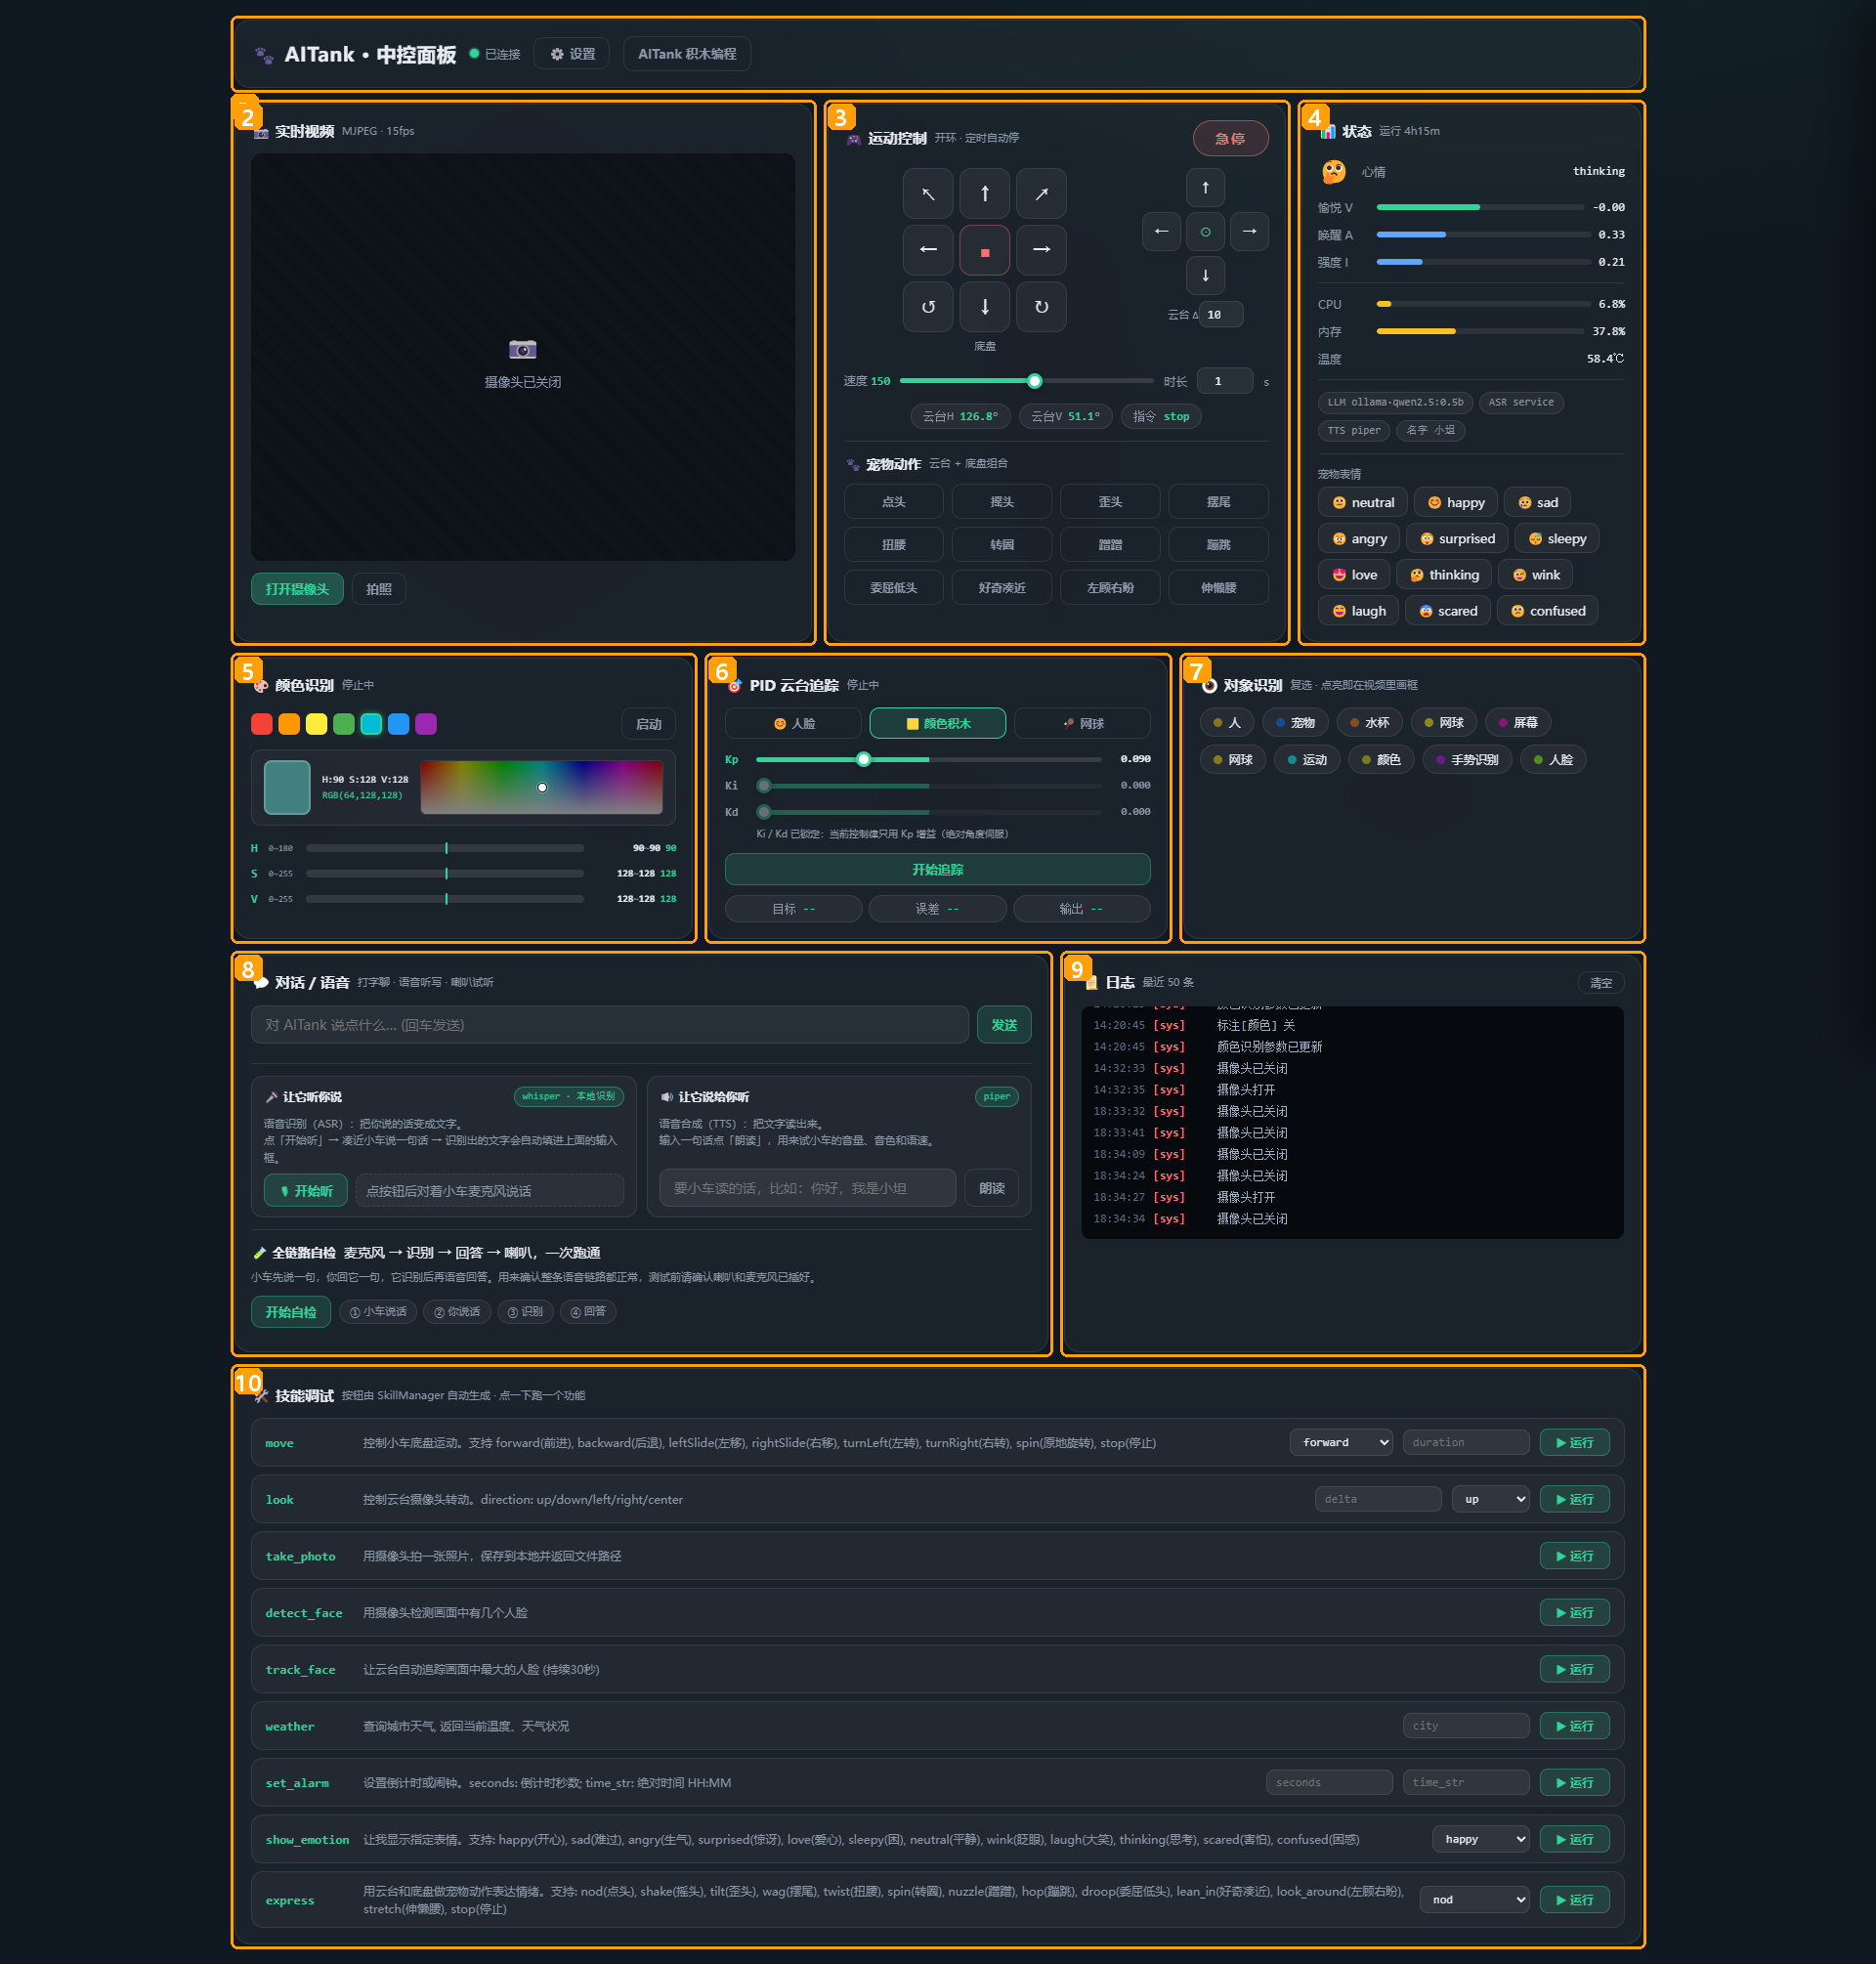 AITank • 中控面板 已连接 设置 AITank 积木编程
2 实时视频 MJPEG · 15fps
摄像头已关闭
打开摄像头 拍照
3 运动控制 开环 · 定时自动停 急停
↖ ↑ ↗
← ■ →
↺ ↓ ↻
底盘
↑
← ⊙ →
↓
云台 Δ 10
速度 150 时长 1 s
云台H 126.8° 云台V 51.1° 指令 stop
宠物动作 云台 + 底盘组合
点头 摇头 歪头 摆尾
扭腰 转圈 蹭蹭 蹦跳
委屈低头 好奇凑近 左顾右盼 伸懒腰
4 状态 运行 4h15m
心情 thinking
愉悦 V -0.00
唤醒 A 0.33
强度 I 0.21
CPU 6.8%
内存 37.8%
温度 58.4℃
LLM ollama·qwen2.5:0.5b ASR service
TTS piper 名字 小坦
宠物表情
neutral happy sad
angry surprised sleepy
love thinking wink
laugh scared confused
5 颜色识别 停止中
启动
H:90 S:128 V:128
RGB(64,128,128)
H 0–180 90–90 90
S 0–255 128–128 128
V 0–255 128–128 128
6 PID 云台追踪 停止中
人脸 颜色积木 网球
Kp 0.090
Ki 0.000
Kd 0.000
Ki / Kd 已锁定：当前控制律只用 Kp 增益（绝对角度伺服）
开始追踪
目标 -- 误差 -- 输出 --
7 对象识别 复选 · 点亮即在视频里画框
人 宠物 水杯 网球 屏幕
网球 运动 颜色 手势识别 人脸
8 对话 / 语音 打字聊 · 语音听写 · 喇叭试听
对 AITank 说点什么... (回车发送) 发送
让它听你说 whisper · 本地识别
语音识别（ASR）：把你说的话变成文字。
点「开始听」→ 凑近小车说一句话 → 识别出的文字会自动填进上面的输入
框。
开始听 点按钮后对着小车麦克风说话
让它说给你听 piper
语音合成（TTS）：把文字读出来。
输入一句话点「朗读」，用来试小车的音量、音色和语速。
要小车读的话，比如：你好，我是小坦 朗读
全链路自检 麦克风 → 识别 → 回答 → 喇叭，一次跑通
小车先说一句，你回它一句，它识别后再语音回答。用来确认整条语音链路都正常，测试前请确认喇叭和麦克风已插好。
开始自检 ① 小车说话 ② 你说话 ③ 识别 ④ 回答
9 日志 最近 50 条 清空
14:20:45 [sys] 标注[颜色] 关
14:20:45 [sys] 颜色识别参数已更新
14:32:33 [sys] 摄像头已关闭
14:32:35 [sys] 摄像头打开
18:33:32 [sys] 摄像头已关闭
18:33:41 [sys] 摄像头已关闭
18:34:09 [sys] 摄像头已关闭
18:34:24 [sys] 摄像头已关闭
18:34:27 [sys] 摄像头打开
18:34:34 [sys] 摄像头已关闭
10 技能调试 按钮由 SkillManager 自动生成 · 点一下跑一个功能
move 控制小车底盘运动。支持 forward(前进), backward(后退), leftSlide(左移), rightSlide(右移), turnLeft(左转), turnRight(右转), spin(原地旋转), stop(停止) forward duration ▶ 运行
look 控制云台摄像头转动。direction: up/down/left/right/center delta up ▶ 运行
take_photo 用摄像头拍一张照片，保存到本地并返回文件路径 ▶ 运行
detect_face 用摄像头检测画面中有几个人脸 ▶ 运行
track_face 让云台自动追踪画面中最大的人脸 (持续30秒) ▶ 运行
weather 查询城市天气, 返回当前温度、天气状况 city ▶ 运行
set_alarm 设置倒计时或闹钟。seconds: 倒计时秒数; time_str: 绝对时间 HH:MM seconds time_str ▶ 运行
show_emotion 让我显示指定表情。支持: happy(开心), sad(难过), angry(生气), surprised(惊讶), love(爱心), sleepy(困), neutral(平静), wink(眨眼), laugh(大笑), thinking(思考), scared(害怕), confused(困惑) happy ▶ 运行
express 用云台和底盘做宠物动作表达情绪。支持: nod(点头), shake(摇头), tilt(歪头), wag(摆尾), twist(扭腰), spin(转圈), nuzzle(蹭蹭), hop(蹦跳), droop(委屈低头), lean_in(好奇凑近), look_around(左顾右盼),
stretch(伸懒腰), stop(停止) nod ▶ 运行